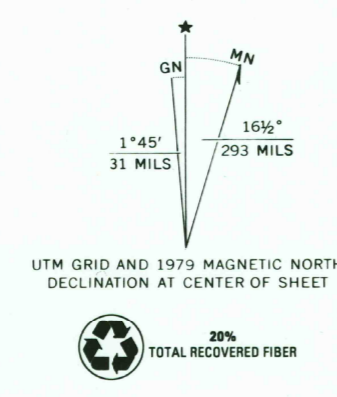 ★
GN
MN
1°45′
31 MILS
16½°
293 MILS
UTM GRID AND 1979 MAGNETIC NORTH
DECLINATION AT CENTER OF SHEET
20%
TOTAL RECOVERED FIBER